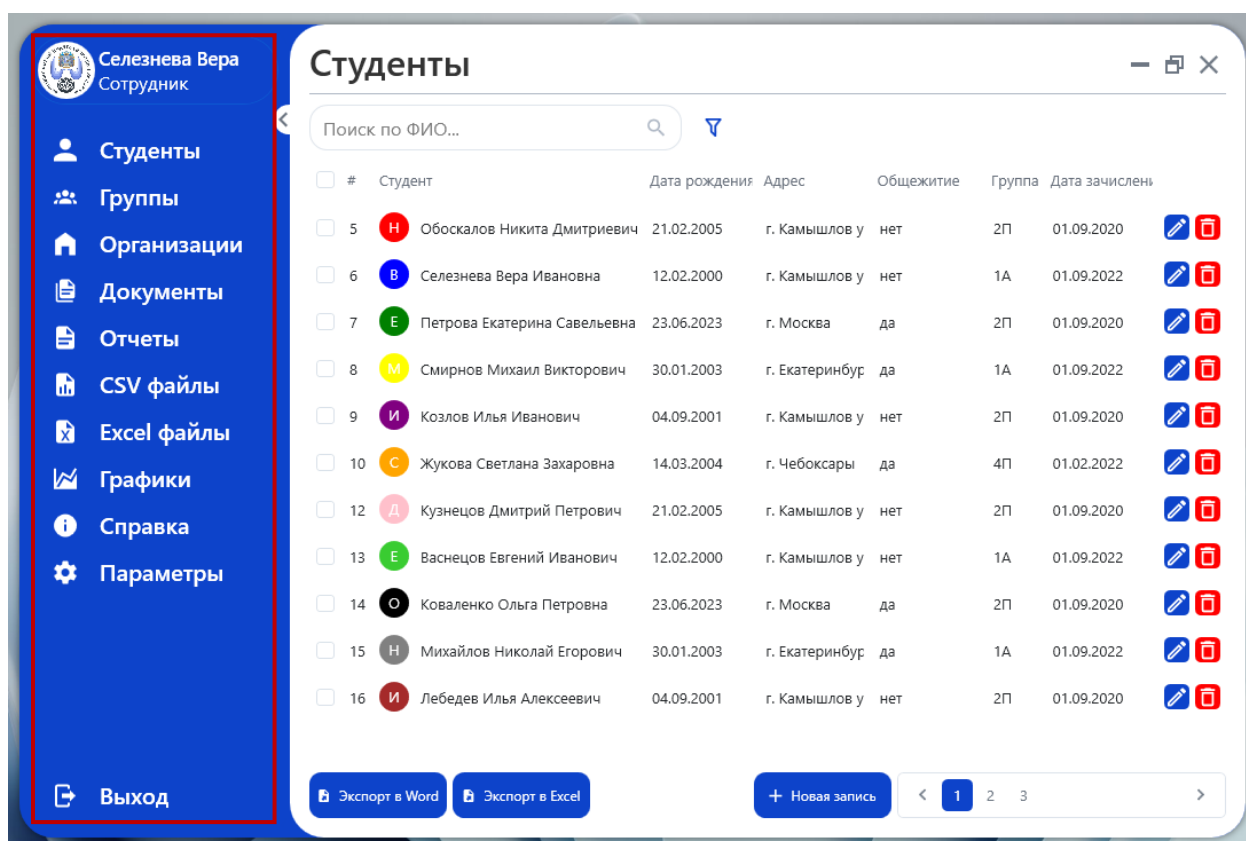 Селезнева Вера
Сотрудник
Студенты
Группы
Организации
Документы
Отчеты
CSV файлы
Excel файлы
Графики
Справка
Параметры
Выход
Студенты
Поиск по ФИО...
# Студент Дата рождения Адрес Общежитие Группа Дата зачислени
5 Н Обоскалов Никита Дмитриевич 21.02.2005 г. Камышлов у нет 2П 01.09.2020
6 В Селезнева Вера Ивановна 12.02.2000 г. Камышлов у нет 1А 01.09.2022
7 Е Петрова Екатерина Савельевна 23.06.2023 г. Москва да 2П 01.09.2020
8 М Смирнов Михаил Викторович 30.01.2003 г. Екатеринбур да 1А 01.09.2022
9 И Козлов Илья Иванович 04.09.2001 г. Камышлов у нет 2П 01.09.2020
10 С Жукова Светлана Захаровна 14.03.2004 г. Чебоксары да 4П 01.02.2022
12 Д Кузнецов Дмитрий Петрович 21.02.2005 г. Камышлов у нет 2П 01.09.2020
13 Е Васнецов Евгений Иванович 12.02.2000 г. Камышлов у нет 1А 01.09.2022
14 О Коваленко Ольга Петровна 23.06.2023 г. Москва да 2П 01.09.2020
15 Н Михайлов Николай Егорович 30.01.2003 г. Екатеринбур да 1А 01.09.2022
16 И Лебедев Илья Алексеевич 04.09.2001 г. Камышлов у нет 2П 01.09.2020
Экспорт в Word Экспорт в Excel + Новая запись < 1 2 3 >